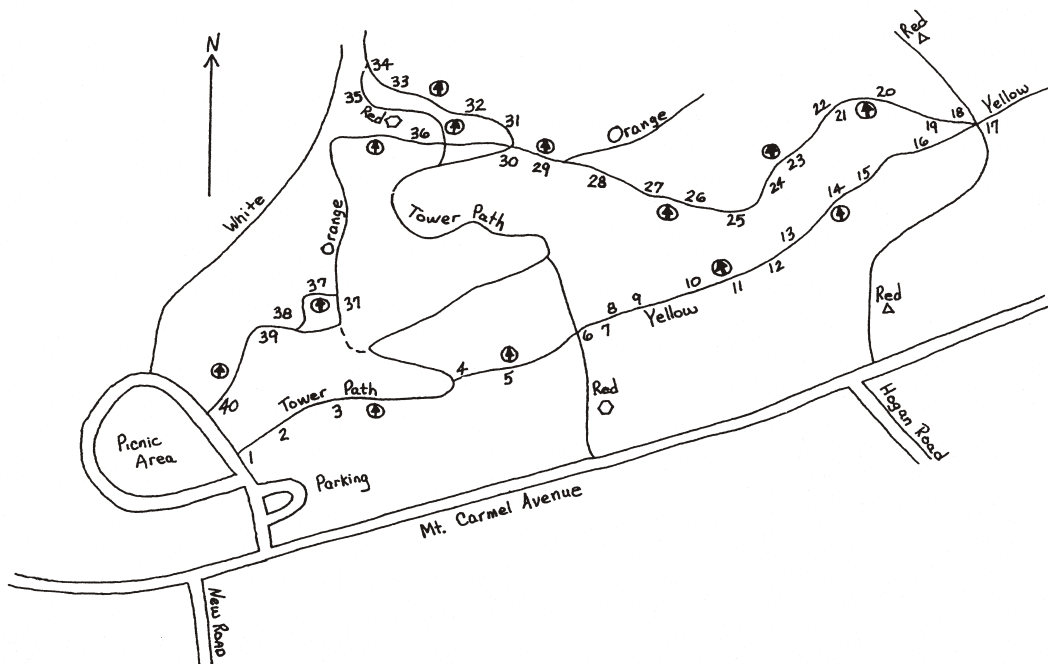 N
34
33
32
31
35
Red
36
30
29
Orange
28
27
26
25
24
23
22
21
20
19
18
17
Red
Yellow
16
15
14
13
12
11
10
9
8
7
6
Yellow
White
Orange
Tower Path
37
37
38
39
40
Tower Path
4
5
3
2
1
Red
Red
Picnic
Area
Parking
Mt. Carmel Avenue
Hogan Road
New Road